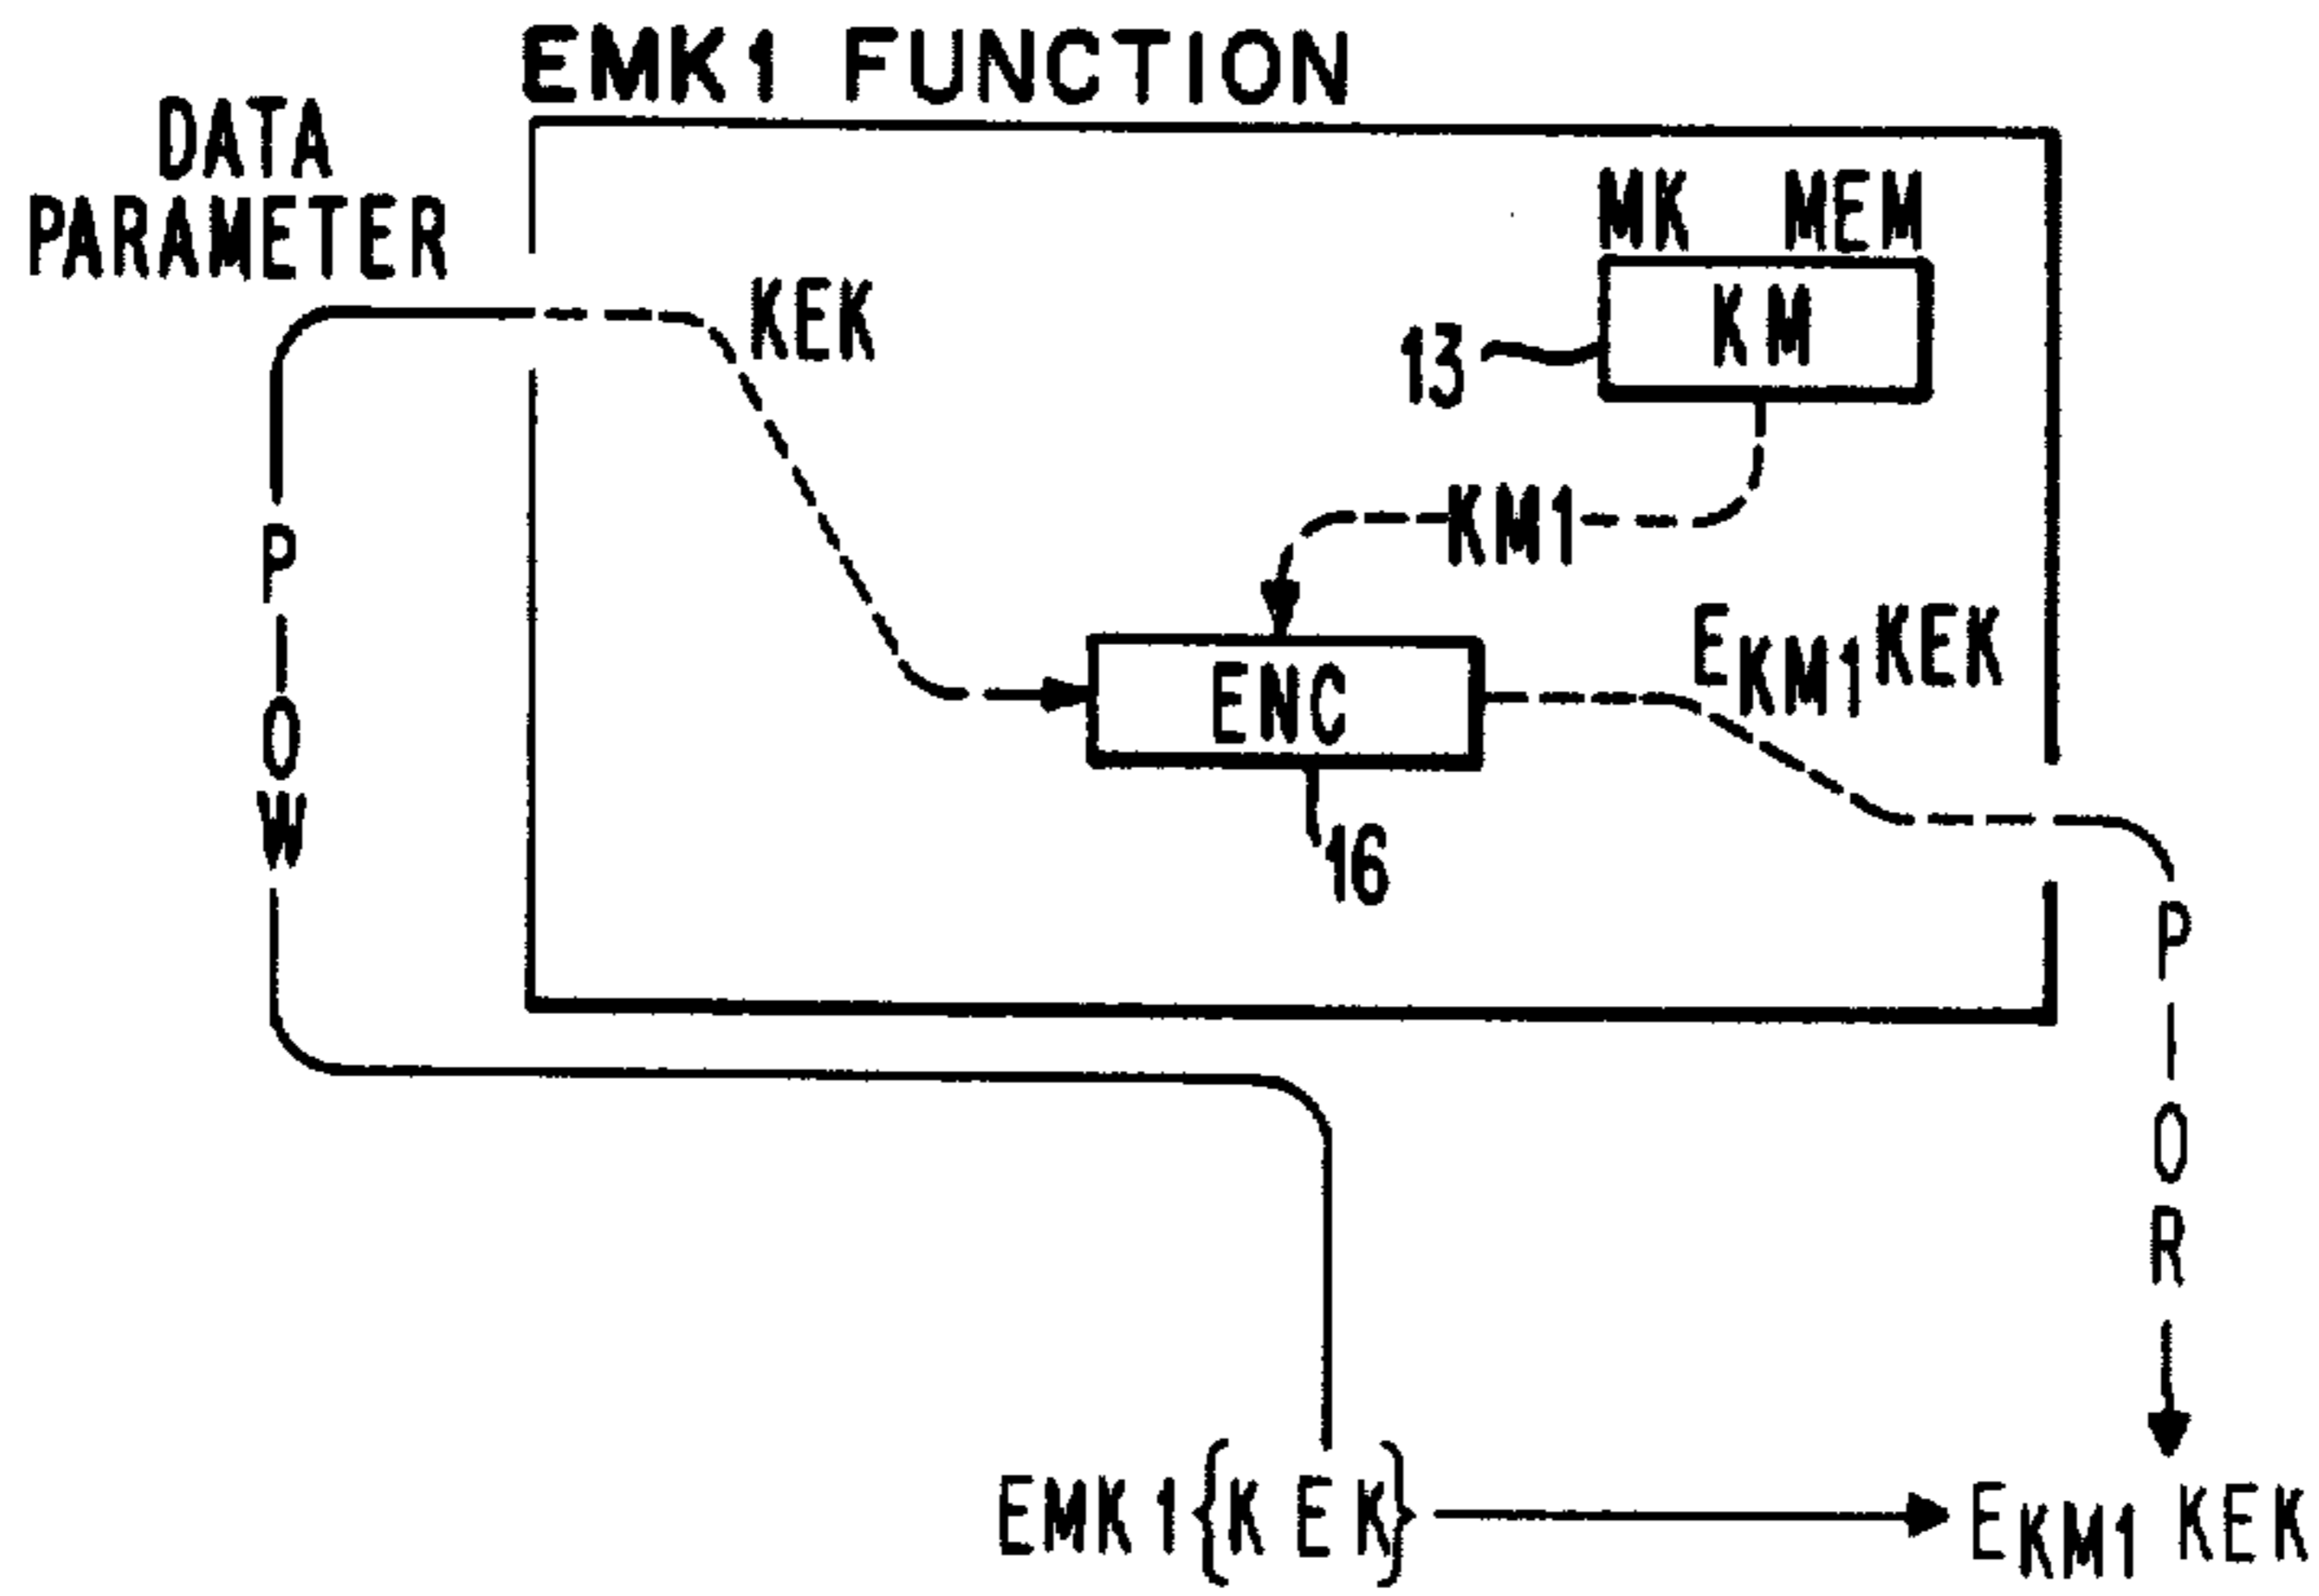 EMK1 FUNCTION
DATA
PARAMETER
MK MEM
KEK
KM
13
KM1
P
I
O
W
EKM1KEK
ENC
16
P
I
O
R
EMK1{KEK}
EKM1 KEK